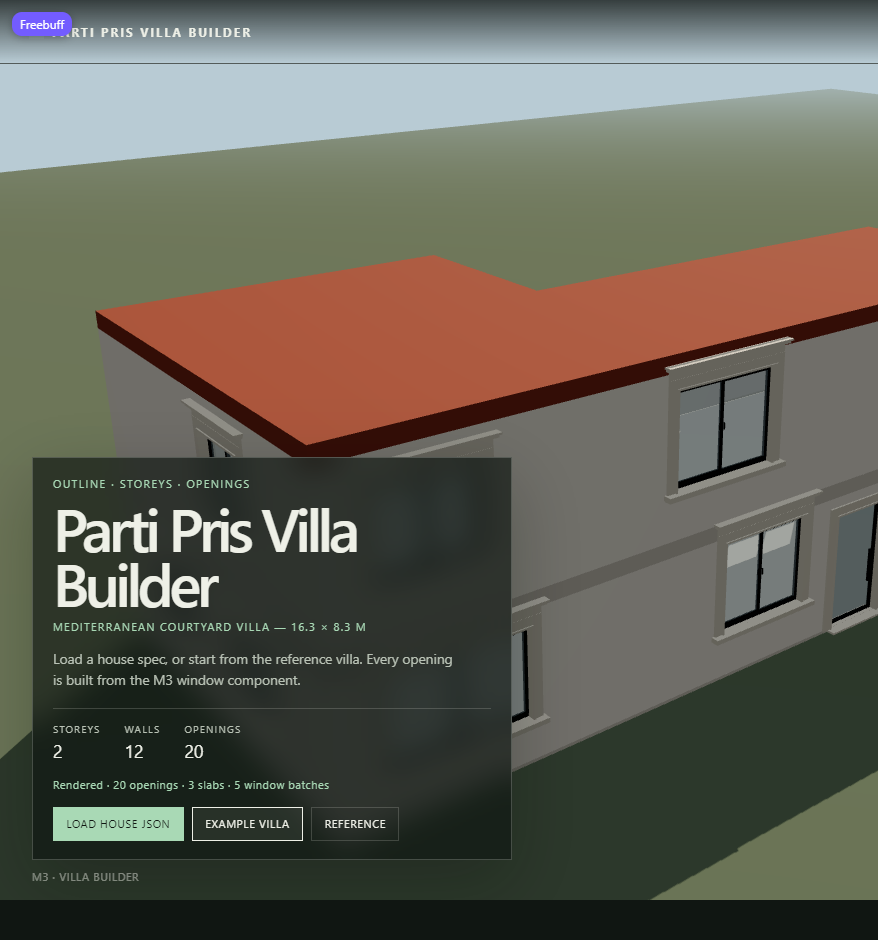 Freebuff
PARTI PRIS VILLA BUILDER
OUTLINE · STOREYS · OPENINGS
Parti Pris Villa
Builder
MEDITERRANEAN COURTYARD VILLA — 16.3 × 8.3 M
Load a house spec, or start from the reference villa. Every opening
is built from the M3 window component.
STOREYS WALLS OPENINGS
2 12 20
Rendered · 20 openings · 3 slabs · 5 window batches
LOAD HOUSE JSON EXAMPLE VILLA REFERENCE
M3 · VILLA BUILDER